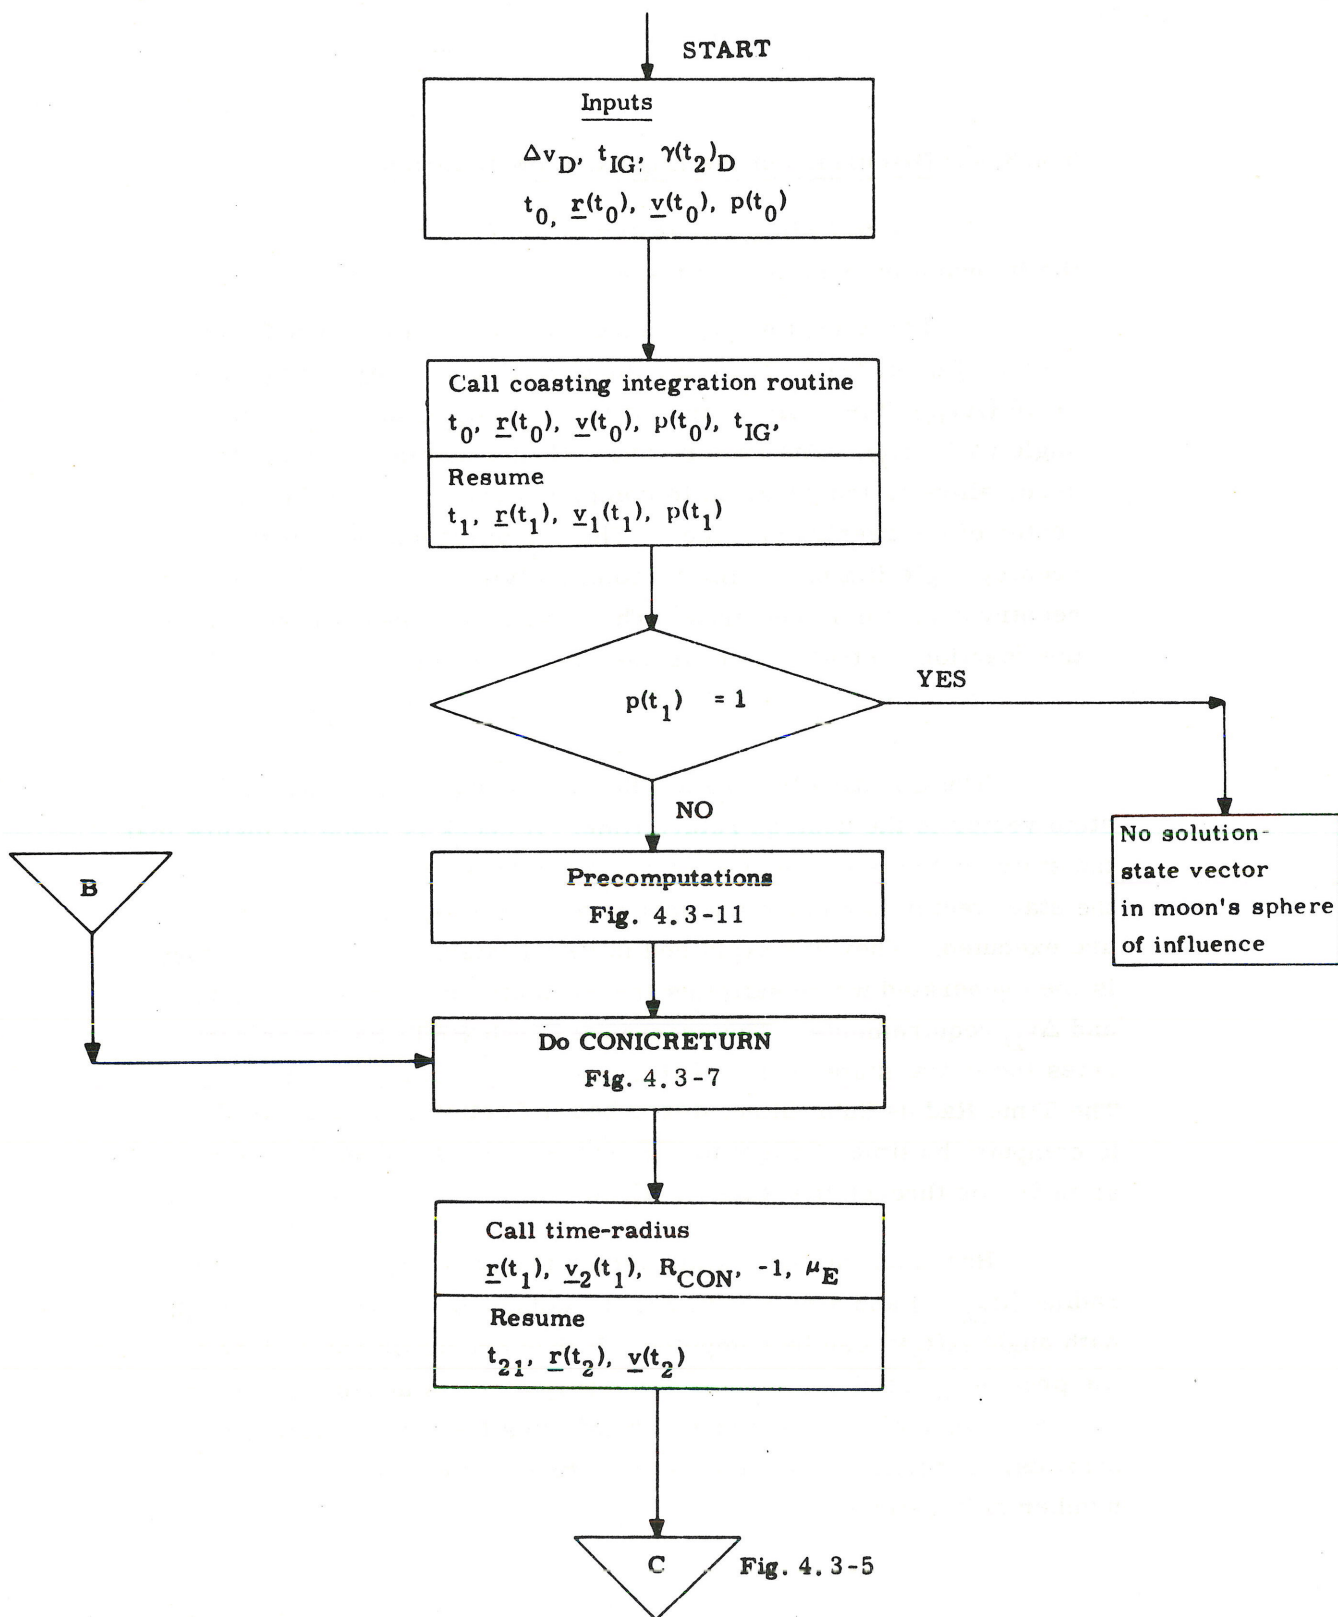 START
Inputs
Δv_D, t_IG, γ(t_2)_D
t_0, r(t_0), v(t_0), p(t_0)
Call coasting integration routine
t_0, r(t_0), v(t_0), p(t_0), t_IG,
Resume
t_1, r(t_1), v_1(t_1), p(t_1)
p(t_1) = 1
YES
NO
No solution-
state vector
in moon's sphere
of influence
B
Precomputations
Fig. 4.3-11
Do CONICRETURN
Fig. 4.3-7
Call time-radius
r(t_1), v_2(t_1), R_CON, -1, μ_E
Resume
t_21, r(t_2), v(t_2)
C
Fig. 4.3-5